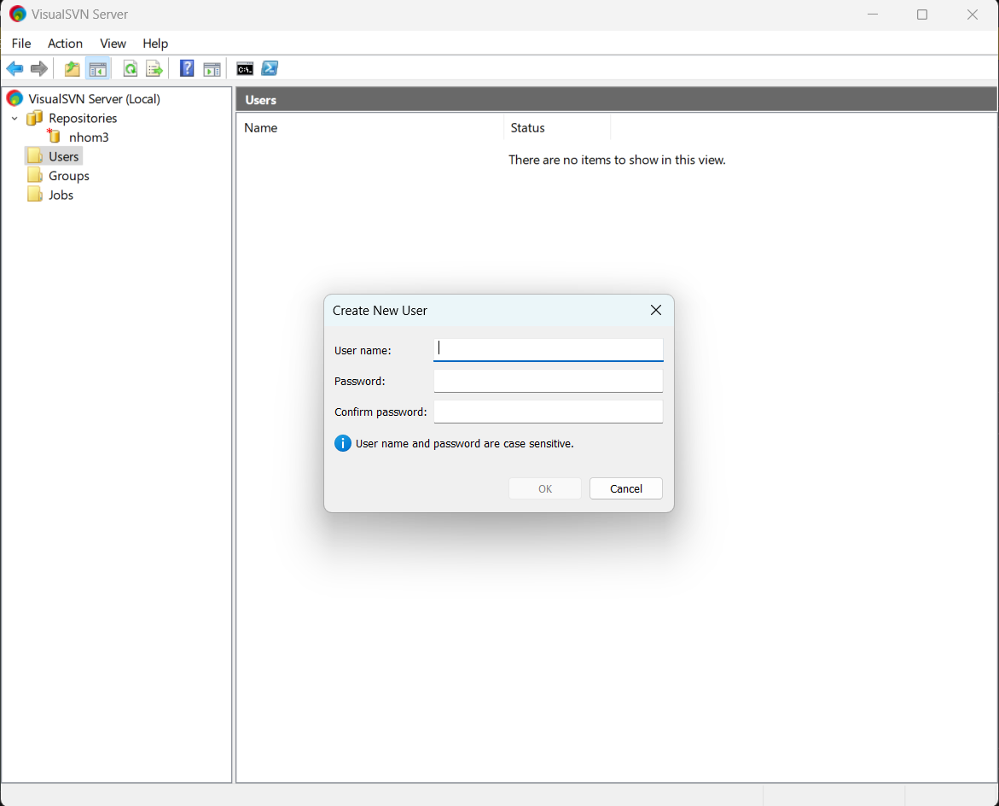 VisualSVN Server
File Action View Help
C:\.
VisualSVN Server (Local)
Repositories
nhom3
Users
Groups
Jobs
Users
Name Status
There are no items to show in this view.
Create New User
User name:
Password:
Confirm password:
User name and password are case sensitive.
OK Cancel